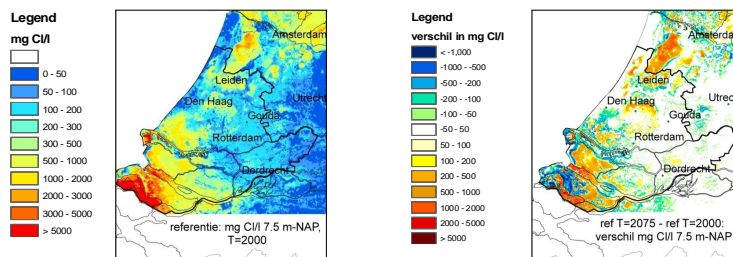 Legend
mg Cl/l
0 - 50
50 - 100
100 - 200
200 - 300
300 - 500
500 - 1000
1000 - 2000
2000 - 3000
3000 - 5000
> 5000
Amsterdam
Leiden
Den Haag
Utrecht
Gouda
Rotterdam
Dordrecht
referentie: mg Cl/l 7.5 m-NAP,
T=2000
Legend
verschil in mg Cl/l
< -1,000
-1000 - -500
-500 - -200
-200 - -100
-100 - -50
-50 - 50
50 - 100
100 - 200
200 - 500
500 - 1000
1000 - 2000
2000 - 5000
> 5000
Amsterda
Leiden
Den Haag
Utrec
Gouda
Rotterdam
Dordrecht
ref T=2075 - ref T=2000:
verschil mg Cl/l 7.5 m-NAP